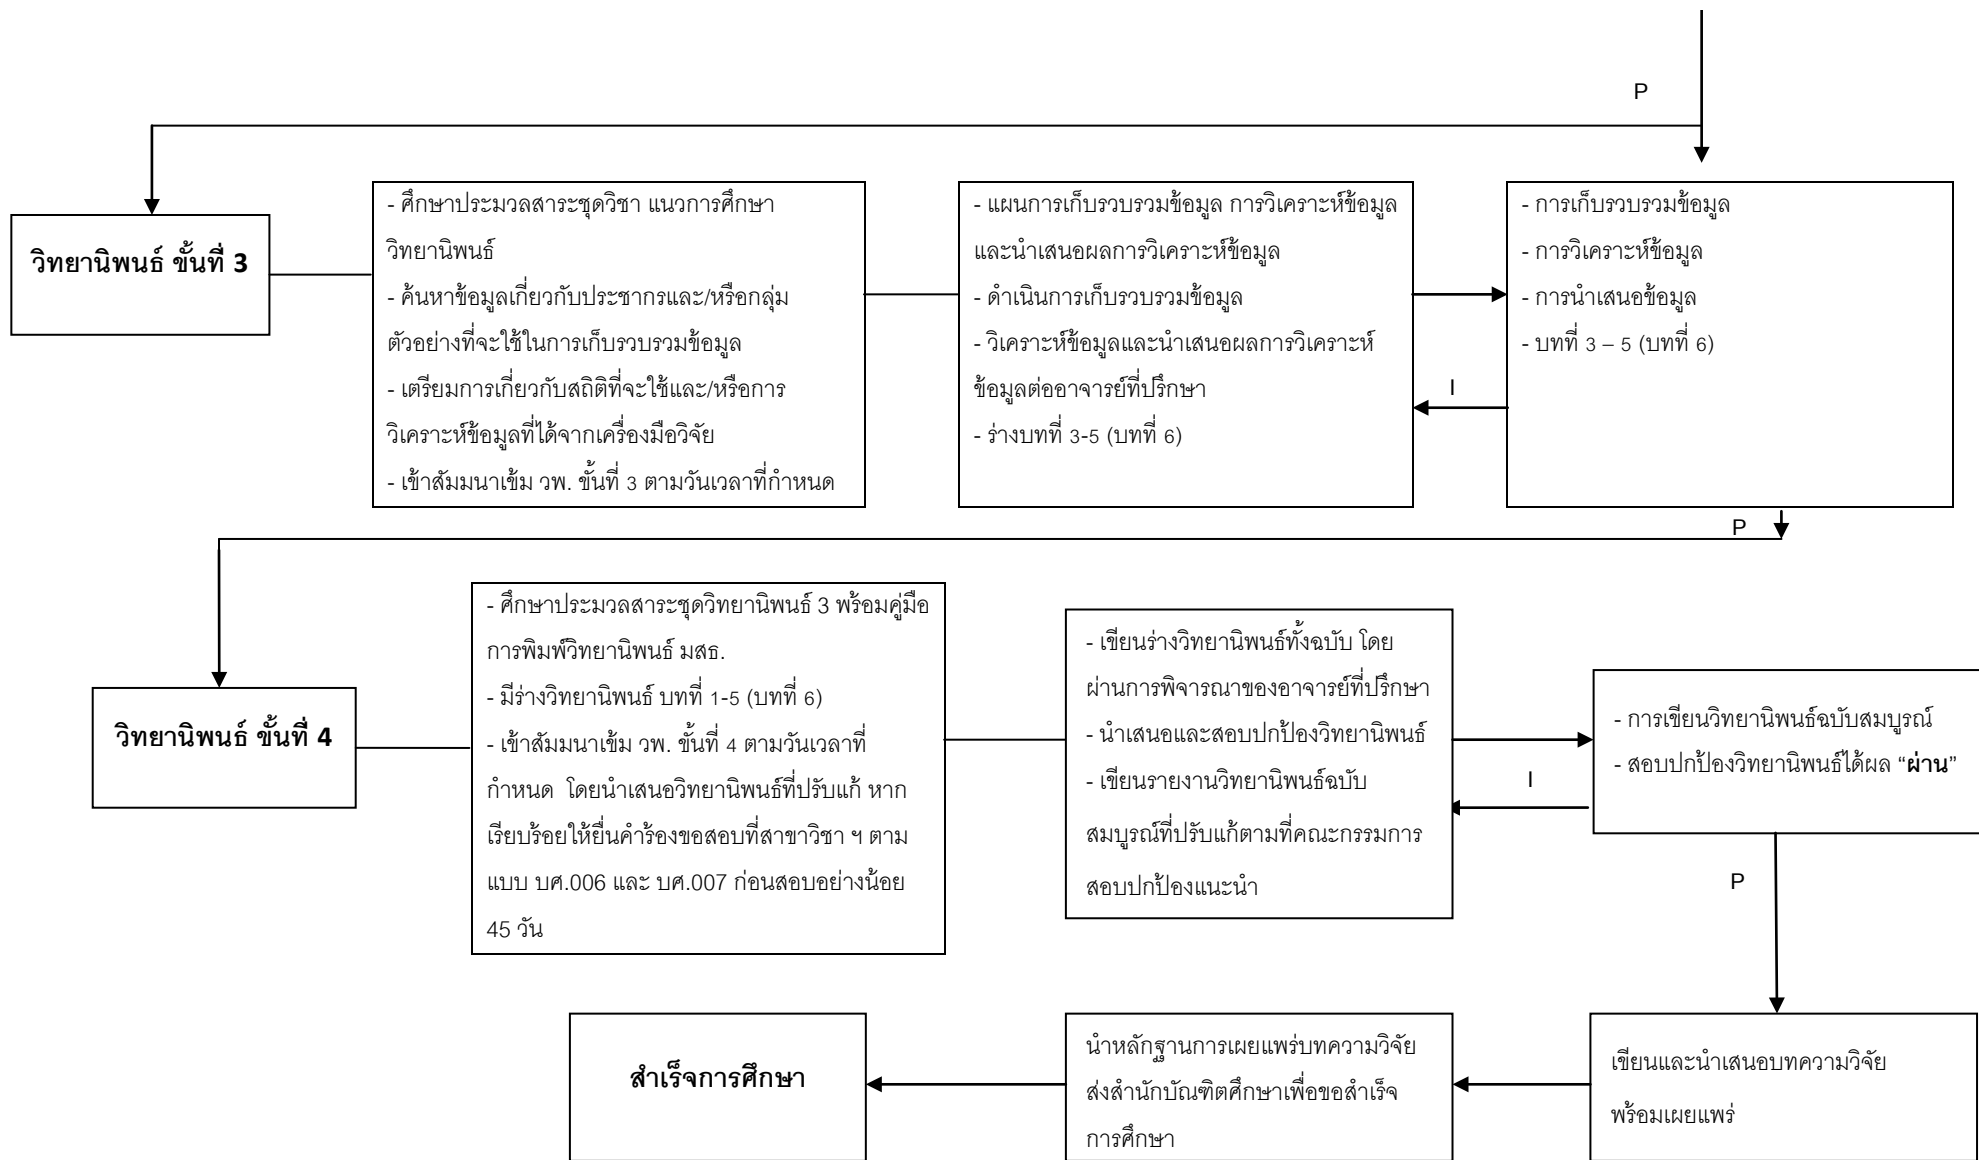 P
วิทยานิพนธ์ ขั้นที่ 3
- ศึกษาประมวลสาระชุดวิชา แนวการศึกษา
วิทยานิพนธ์
- ค้นหาข้อมูลเกี่ยวกับประชากรและ/หรือกลุ่ม
ตัวอย่างที่จะใช้ในการเก็บรวบรวมข้อมูล
- เตรียมการเกี่ยวกับสถิติที่จะใช้และ/หรือการ
วิเคราะห์ข้อมูลที่ได้จากเครื่องมือวิจัย
- เข้าสัมมนาเข้ม วพ. ขั้นที่ 3 ตามวันเวลาที่กำหนด
- แผนการเก็บรวบรวมข้อมูล การวิเคราะห์ข้อมูล
และนำเสนอผลการวิเคราะห์ข้อมูล
- ดำเนินการเก็บรวบรวมข้อมูล
- วิเคราะห์ข้อมูลและนำเสนอผลการวิเคราะห์
ข้อมูลต่ออาจารย์ที่ปรึกษา
- ร่างบทที่ 3-5 (บทที่ 6)
I
- การเก็บรวบรวมข้อมูล
- การวิเคราะห์ข้อมูล
- การนำเสนอข้อมูล
- บทที่ 3 – 5 (บทที่ 6)
P
วิทยานิพนธ์ ขั้นที่ 4
- ศึกษาประมวลสาระชุดวิทยานิพนธ์ 3 พร้อมคู่มือ
การพิมพ์วิทยานิพนธ์ มสธ.
- มีร่างวิทยานิพนธ์ บทที่ 1-5 (บทที่ 6)
- เข้าสัมมนาเข้ม วพ. ขั้นที่ 4 ตามวันเวลาที่
กำหนด โดยนำเสนอวิทยานิพนธ์ที่ปรับแก้ หาก
เรียบร้อยให้ยื่นคำร้องขอสอบที่สาขาวิชา ฯ ตาม
แบบ บศ.006 และ บศ.007 ก่อนสอบอย่างน้อย
45 วัน
- เขียนร่างวิทยานิพนธ์ทั้งฉบับ โดย
ผ่านการพิจารณาของอาจารย์ที่ปรึกษา
- นำเสนอและสอบปกป้องวิทยานิพนธ์
- เขียนรายงานวิทยานิพนธ์ฉบับ
สมบูรณ์ที่ปรับแก้ตามที่คณะกรรมการ
สอบปกป้องแนะนำ
I
- การเขียนวิทยานิพนธ์ฉบับสมบูรณ์
- สอบปกป้องวิทยานิพนธ์ได้ผล “ผ่าน”
P
สำเร็จการศึกษา
นำหลักฐานการเผยแพร่บทความวิจัย
ส่งสำนักบัณฑิตศึกษาเพื่อขอสำเร็จ
การศึกษา
เขียนและนำเสนอบทความวิจัย
พร้อมเผยแพร่